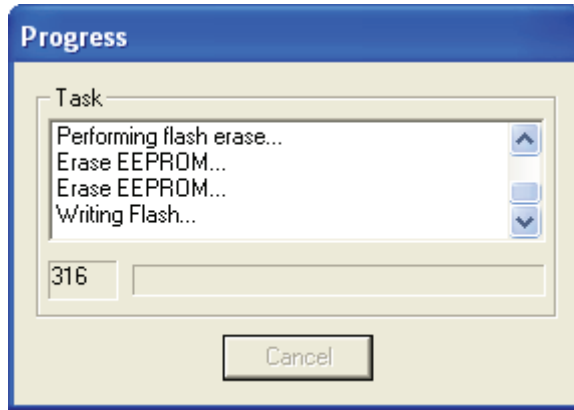 Progress
Task
Performing flash erase...
Erase EEPROM...
Erase EEPROM...
Writing Flash...
316
Cancel